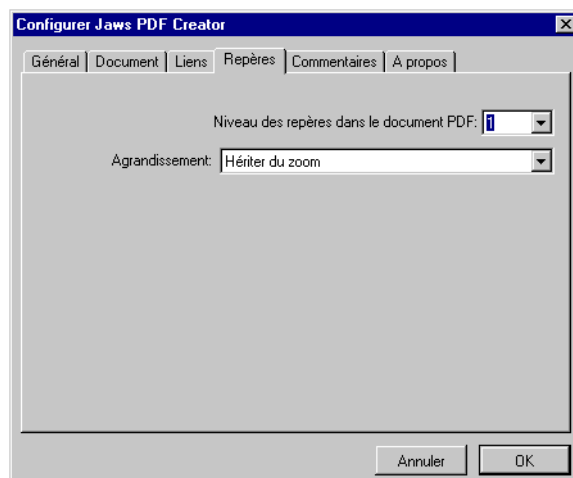 Configurer Jaws PDF Creator
Général Document Liens Repères Commentaires A propos
Niveau des repères dans le document PDF: 1
Agrandissement: Hériter du zoom
Annuler OK